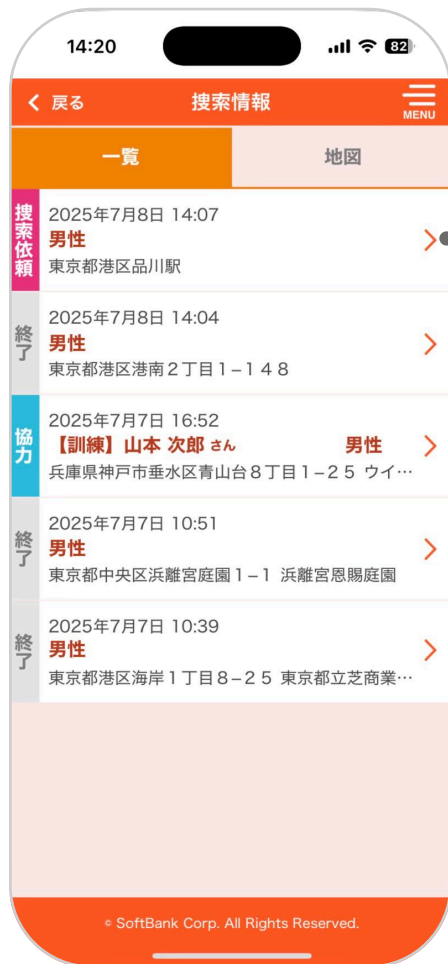 14:20
82
戻る
捜索情報
MENU
一覧
地図
捜索依頼
2025年7月8日 14:07
男性
東京都港区品川駅
終了
2025年7月8日 14:04
男性
東京都港区港南2丁目1−148
協力
2025年7月7日 16:52
【訓練】山本 次郎 さん 男性
兵庫県神戸市垂水区青山台8丁目1−25 ウイ…
終了
2025年7月7日 10:51
男性
東京都中央区浜離宮庭園1−1 浜離宮恩賜庭園
終了
2025年7月7日 10:39
男性
東京都港区海岸1丁目8−25 東京都立芝商業…
© SoftBank Corp. All Rights Reserved.